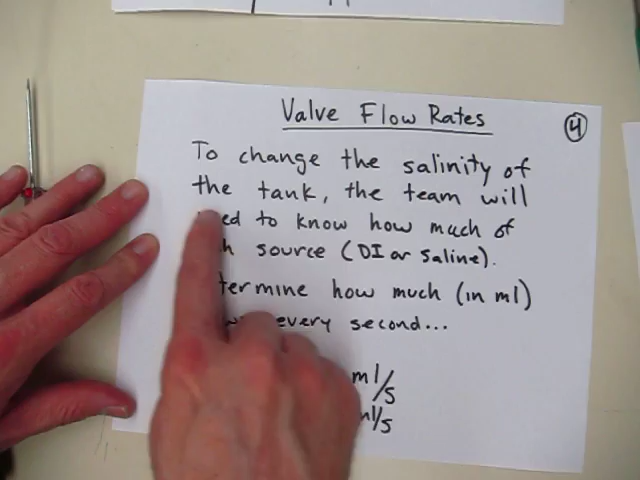 Valve Flow Rates
4
To change the salinity of
the tank, the team will
to know how much of
source (DI or Saline).
how much (in ml)
every second...
ml/s
ml/s